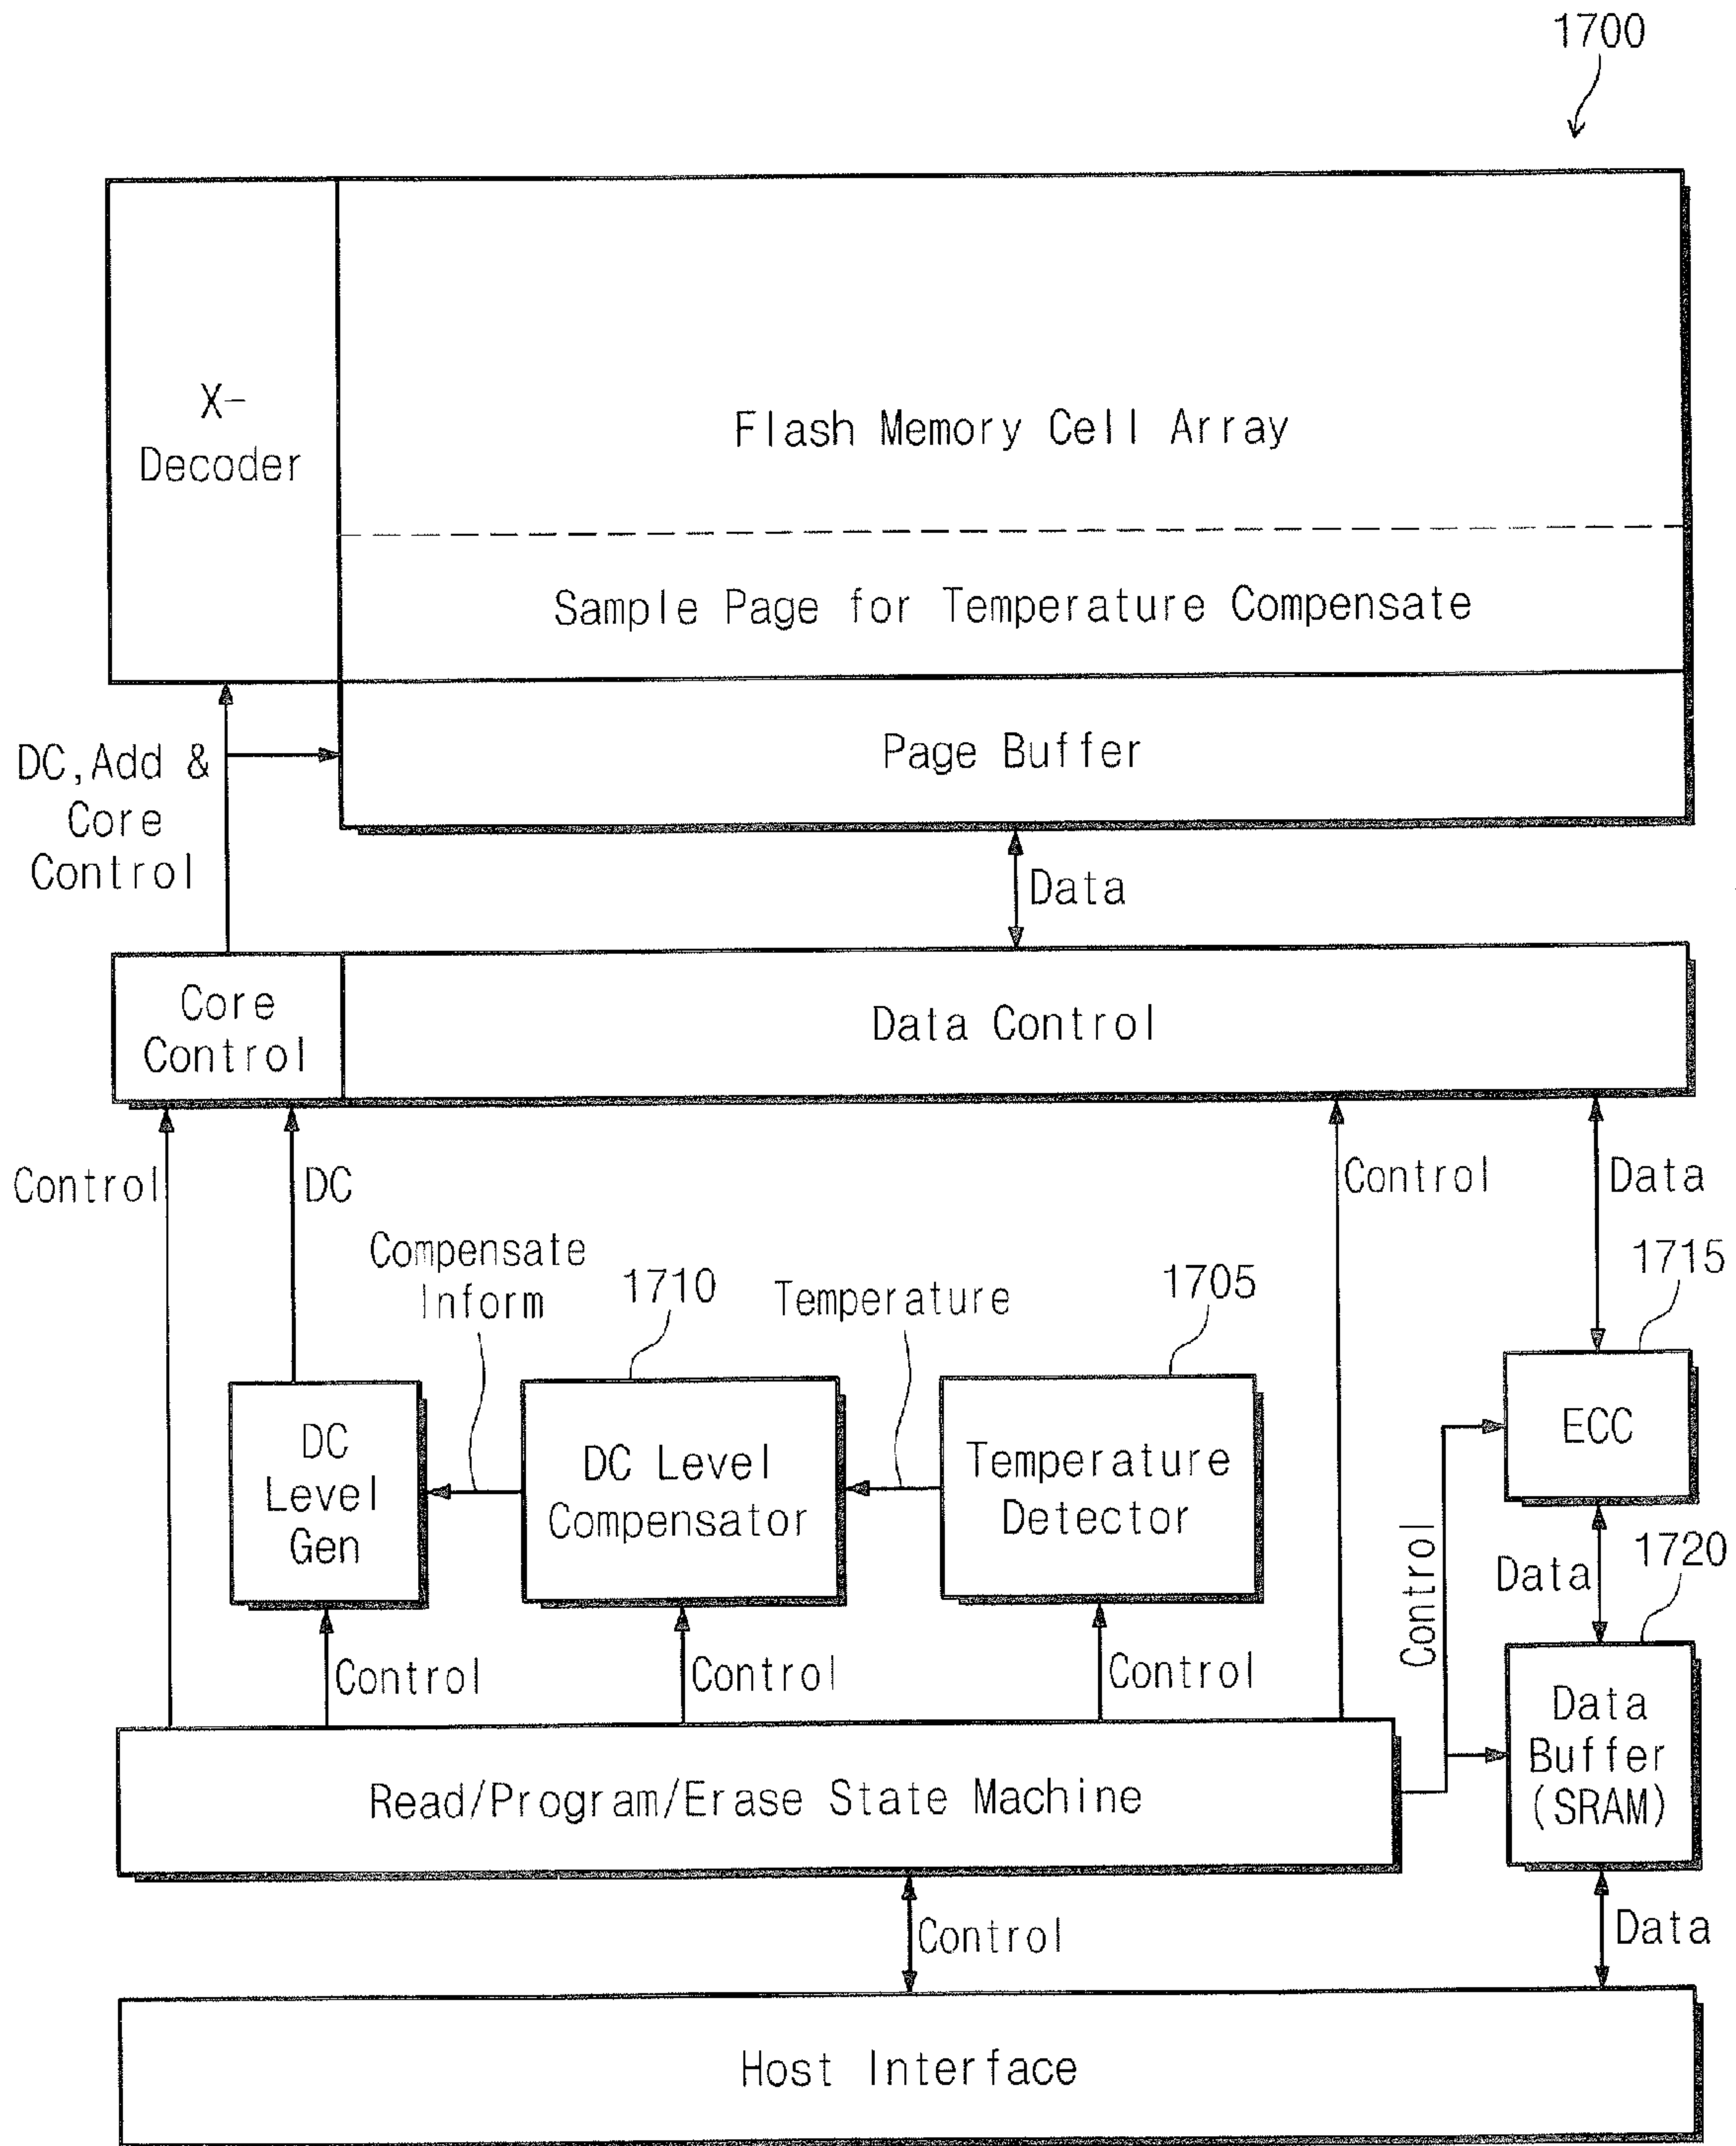 1700
X-
Decoder
Flash Memory Cell Array
Sample Page for Temperature Compensate
Page Buffer
DC,Add &
Core
Control
Data
Core
Control
Data Control
Control
DC
Control
Data
Compensate
Inform
1710
Temperature
1705
1715
DC
Level
Gen
DC Level
Compensator
Temperature
Detector
ECC
Control
Data
1720
Control
Control
Control
Data
Buffer
(SRAM)
Read/Program/Erase State Machine
Control
Data
Host Interface